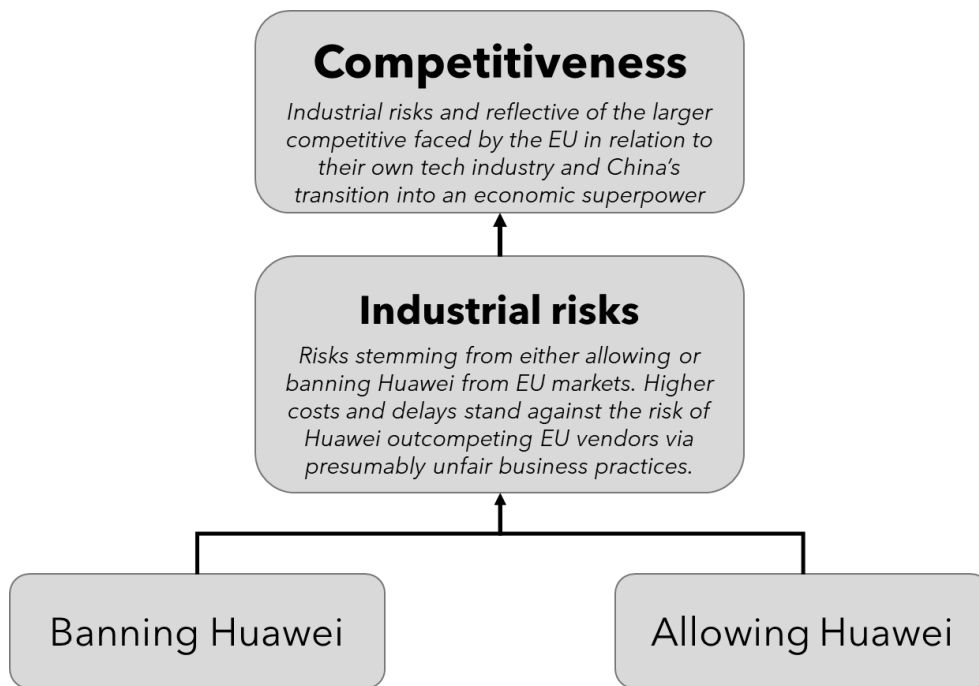 Competitiveness
Industrial risks and reflective of the larger
competitive faced by the EU in relation to
their own tech industry and China's
transition into an economic superpower
Industrial risks
Risks stemming from either allowing or
banning Huawei from EU markets. Higher
costs and delays stand against the risk of
Huawei outcompeting EU vendors via
presumably unfair business practices.
Banning Huawei
Allowing Huawei